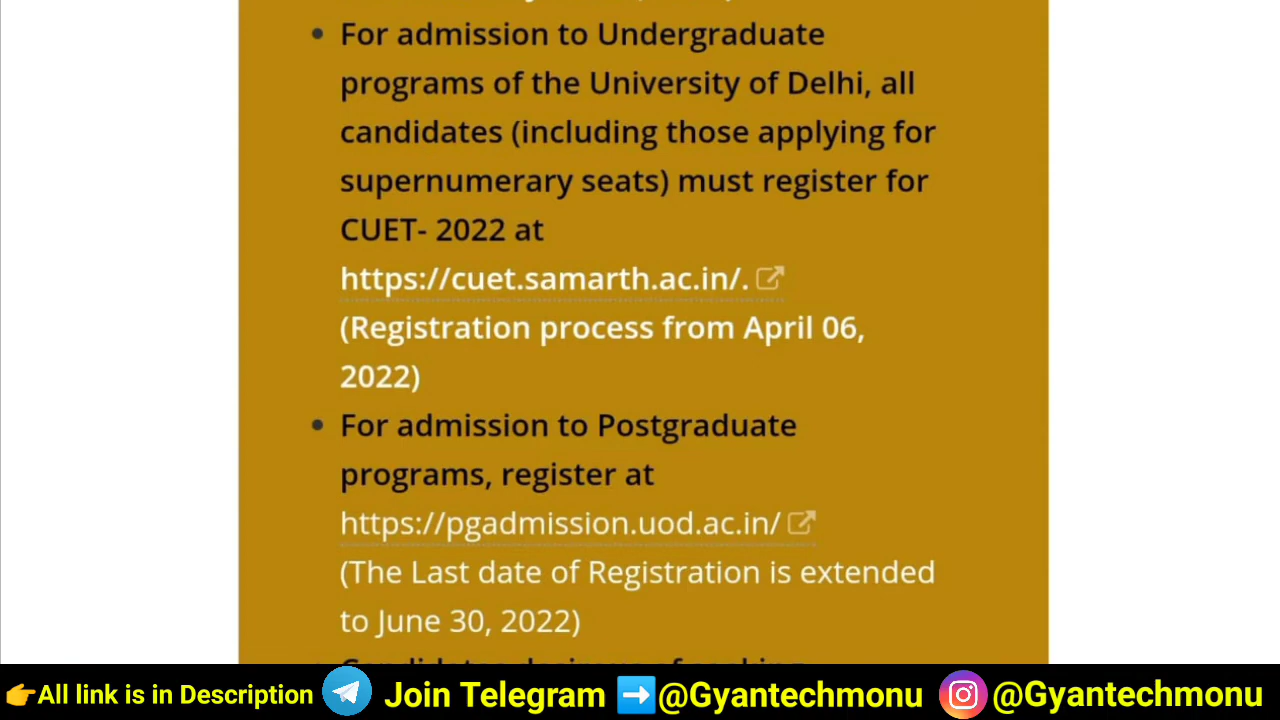 For admission to Undergraduate
programs of the University of Delhi, all
candidates (including those applying for
supernumerary seats) must register for
CUET- 2022 at
https://cuet.samarth.ac.in/.
(Registration process from April 06,
2022)
For admission to Postgraduate
programs, register at
https://pgadmission.uod.ac.in/
(The Last date of Registration is extended
to June 30, 2022)
All link is in Description Join Telegram @Gyantechmonu @Gyantechmonu